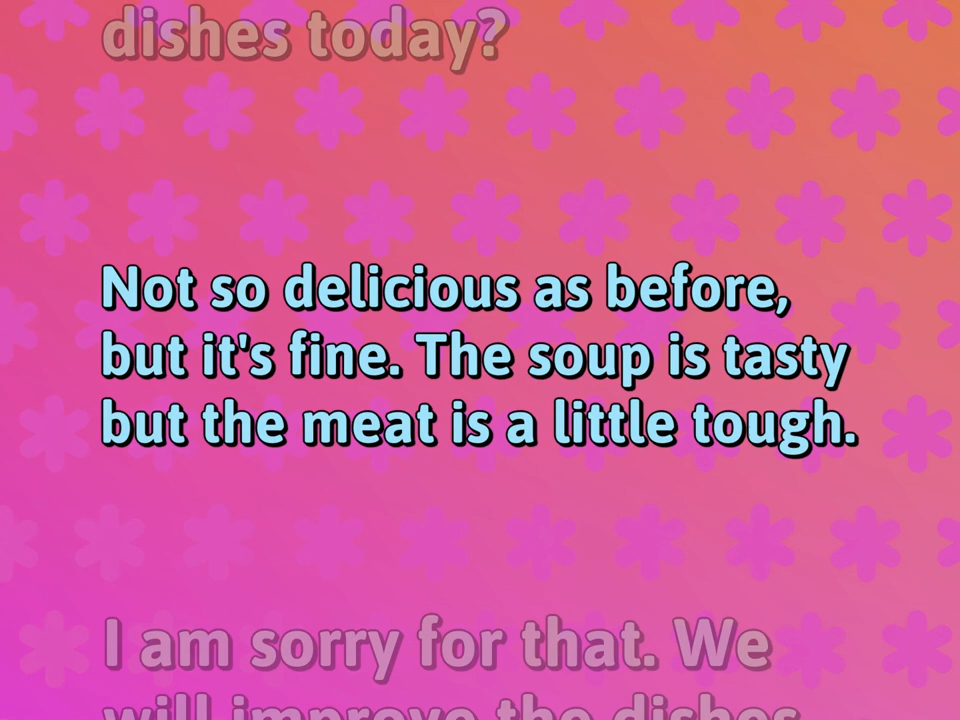 dishes today?
Not so delicious as before,
but it's fine. The soup is tasty
but the meat is a little tough.
I am sorry for that. We
will improve the dishes